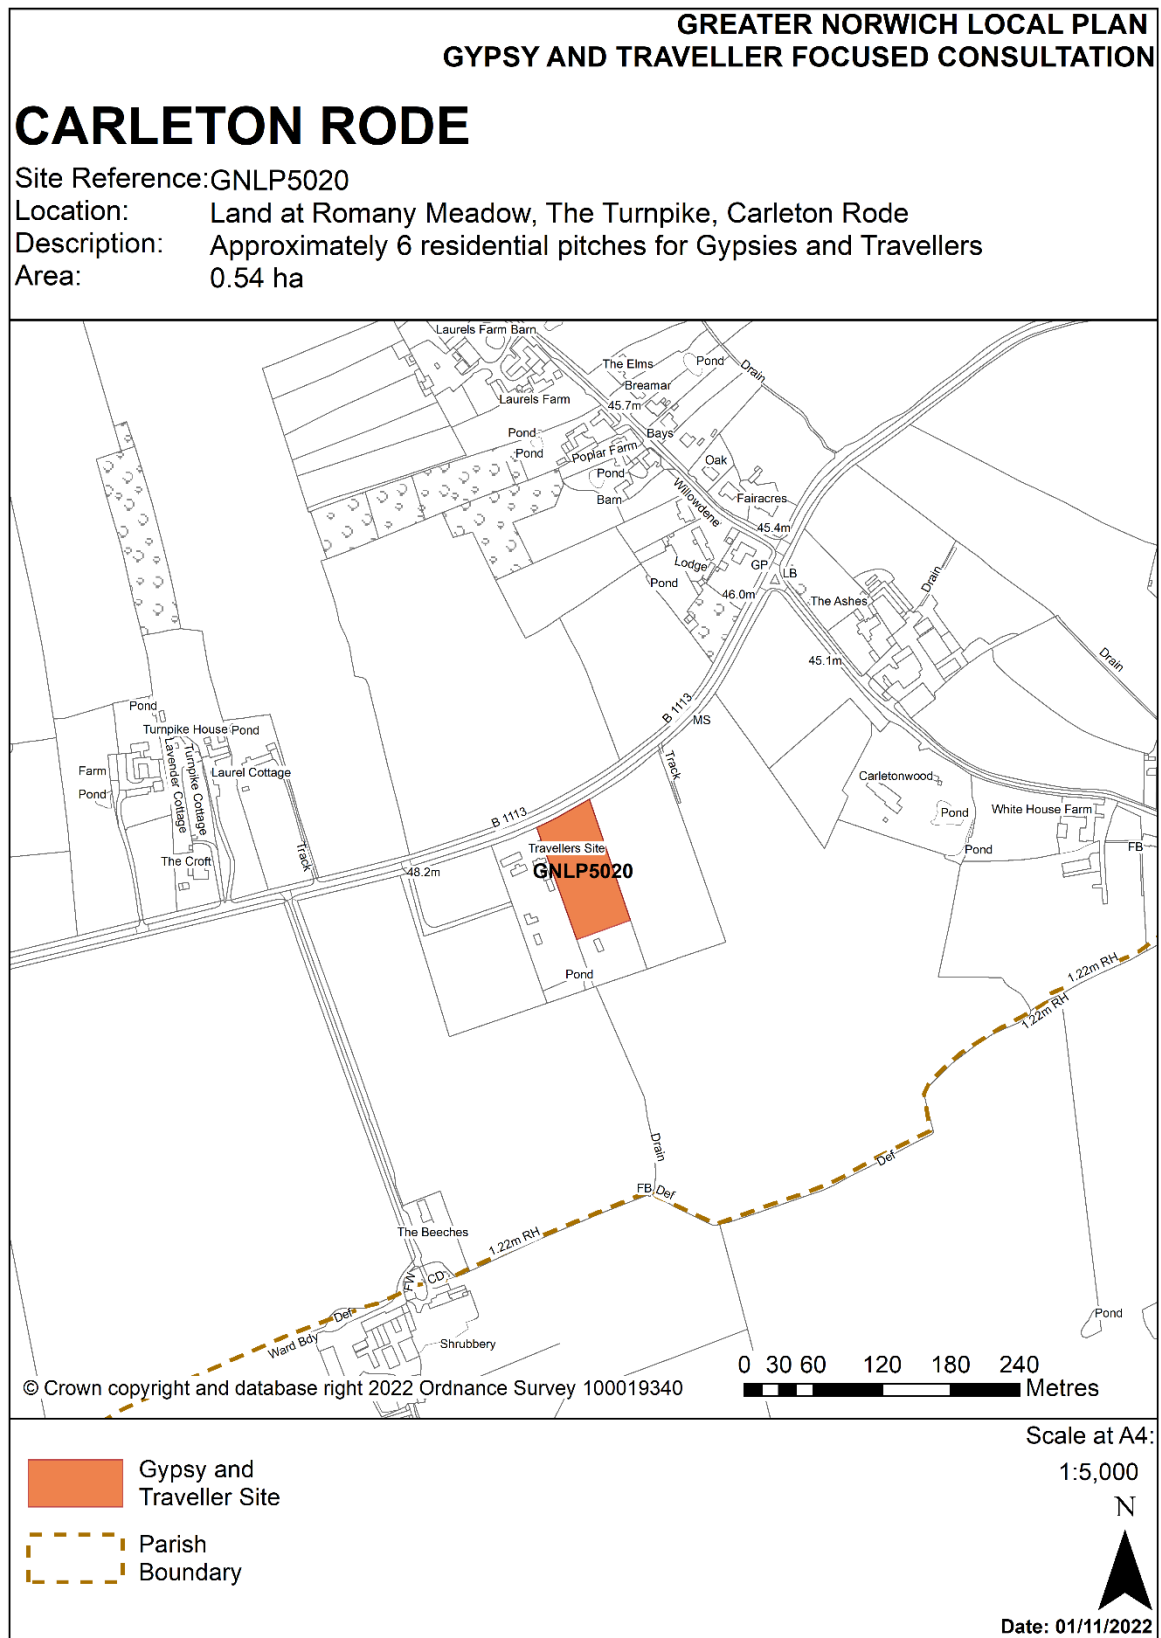 GREATER NORWICH LOCAL PLAN
GYPSY AND TRAVELLER FOCUSED CONSULTATION
CARLETON RODE
Site Reference: GNLP5020
Location: Land at Romany Meadow, The Turnpike, Carleton Rode
Description: Approximately 6 residential pitches for Gypsies and Travellers
Area: 0.54 ha
Laurels Farm Barn
The Elms
Pond
Drain
Breamar
Laurels Farm
45.7m
Pond
Bays
Pond
Poplar Farm
Oak
Pond
Barn
Willowdene
Fairacres
45.4m
Lodge
GP
LB
Pond
46.0m
The Ashes
Drain
45.1m
Drain
Pond
B 1113
MS
Turnpike House
Pond
Lavender Cottage
Turnpike Cottage
Farm
Laurel Cottage
Track
Pond
Carletonwood
B 1113
Pond
White House Farm
The Croft
Track
Travellers Site
Pond
FB
48.2m
GNLP5020
Pond
1.22m RH
1.22m RH
Drain
Def
FB
Def
The Beeches
1.22m RH
FW
CD
Def
Ward Bdy
Shrubbery
Pond
0 30 60 120 180 240
Metres
© Crown copyright and database right 2022 Ordnance Survey 100019340
Scale at A4:
1:5,000
Gypsy and
Traveller Site
N
Parish
Boundary
Date: 01/11/2022